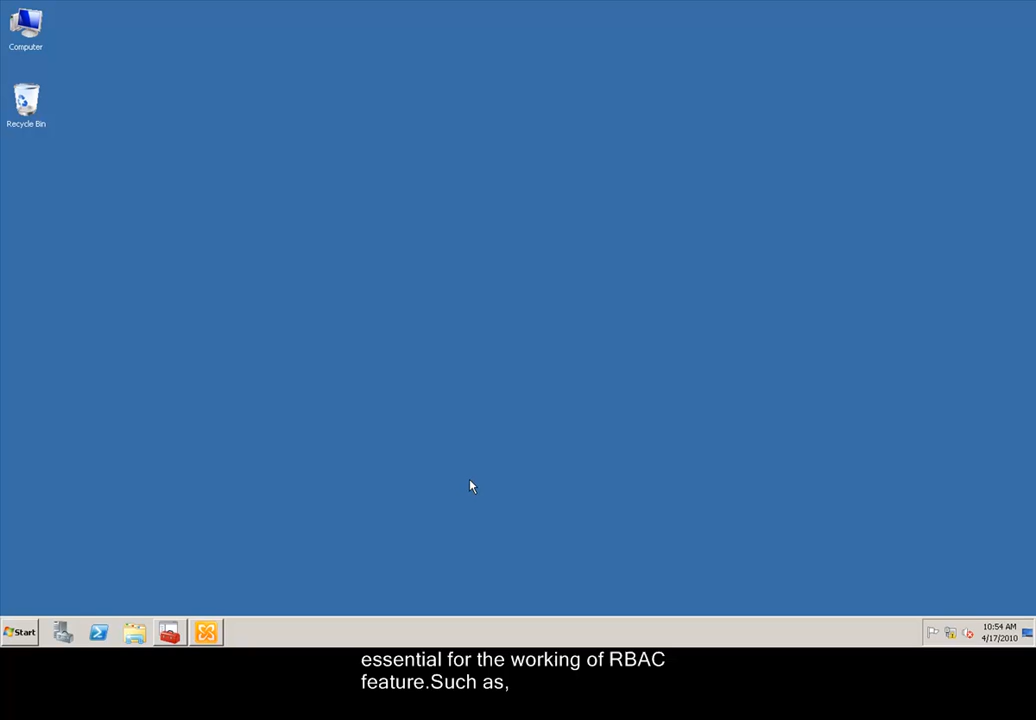 Computer
Recycle Bin
Start
10:54 AM
4/17/2010
essential for the working of RBAC
feature.Such as,